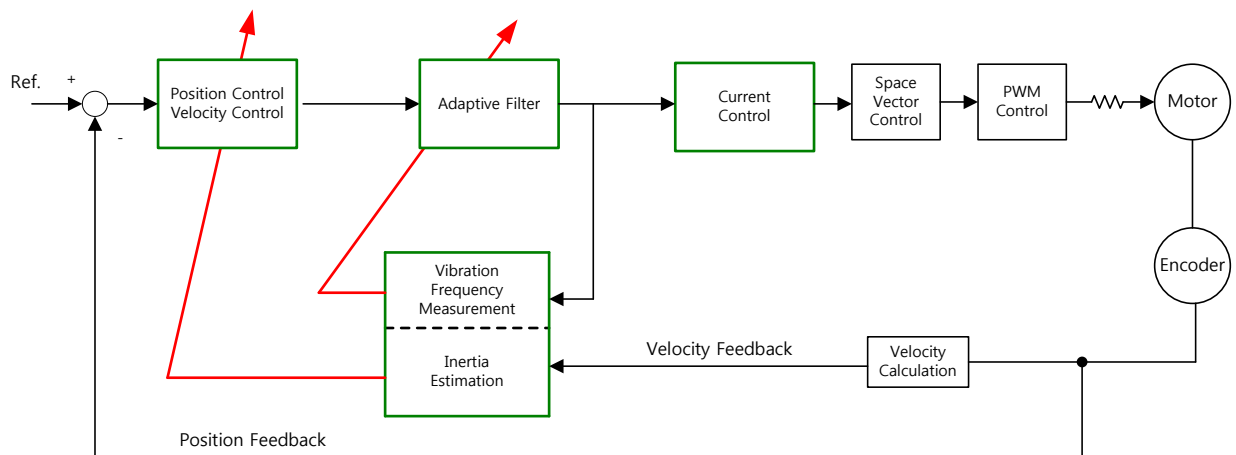 Ref.
+
-
Position Control
Velocity Control
Adaptive Filter
Current
Control
Space
Vector
Control
PWM
Control
Motor
Encoder
Vibration
Frequency
Measurement
Inertia
Estimation
Velocity Feedback
Velocity
Calculation
Position Feedback